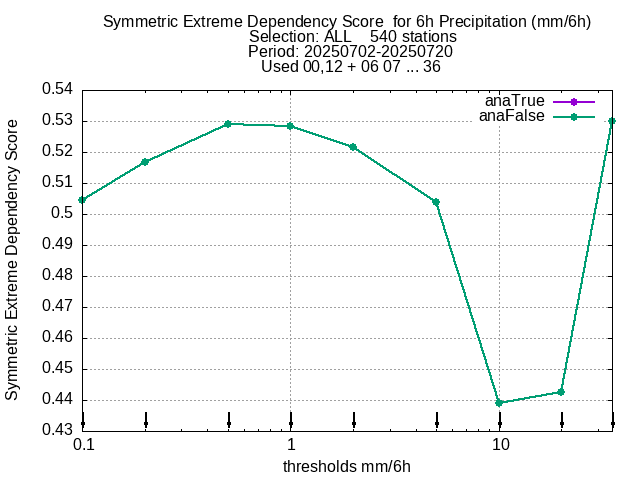 Symmetric Extreme Dependency Score  for 6h Precipitation (mm/6h)
Selection: ALL    540 stations
Period: 20250702-20250720
Used 00,12 + 06 07 ... 36
anaTrue
anaFalse
Symmetric Extreme Dependency Score
0.54
0.53
0.52
0.51
0.5
0.49
0.48
0.47
0.46
0.45
0.44
0.43
0.1 1 10
thresholds mm/6h